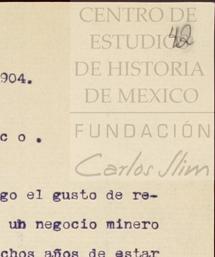 CENTRO DE
ESTUDIOS
42
DE HISTORIA
DE MEXICO
904.
FUNDACIÓN
c o .
Carlos Slim
go el gusto de re-
un negocio minero
chos años de estar